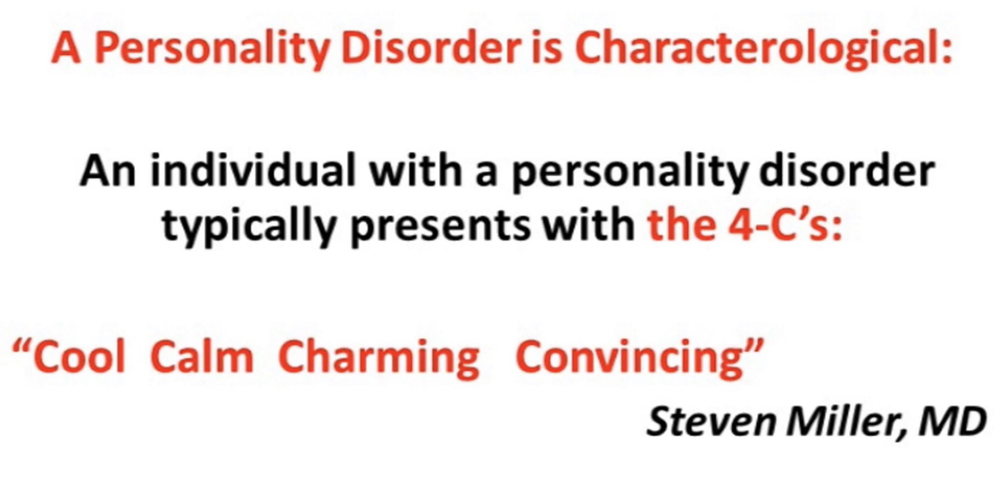 A Personality Disorder is Characterological:
An individual with a personality disorder
typically presents with the 4-C’s:
“Cool Calm Charming Convincing”
Steven Miller, MD